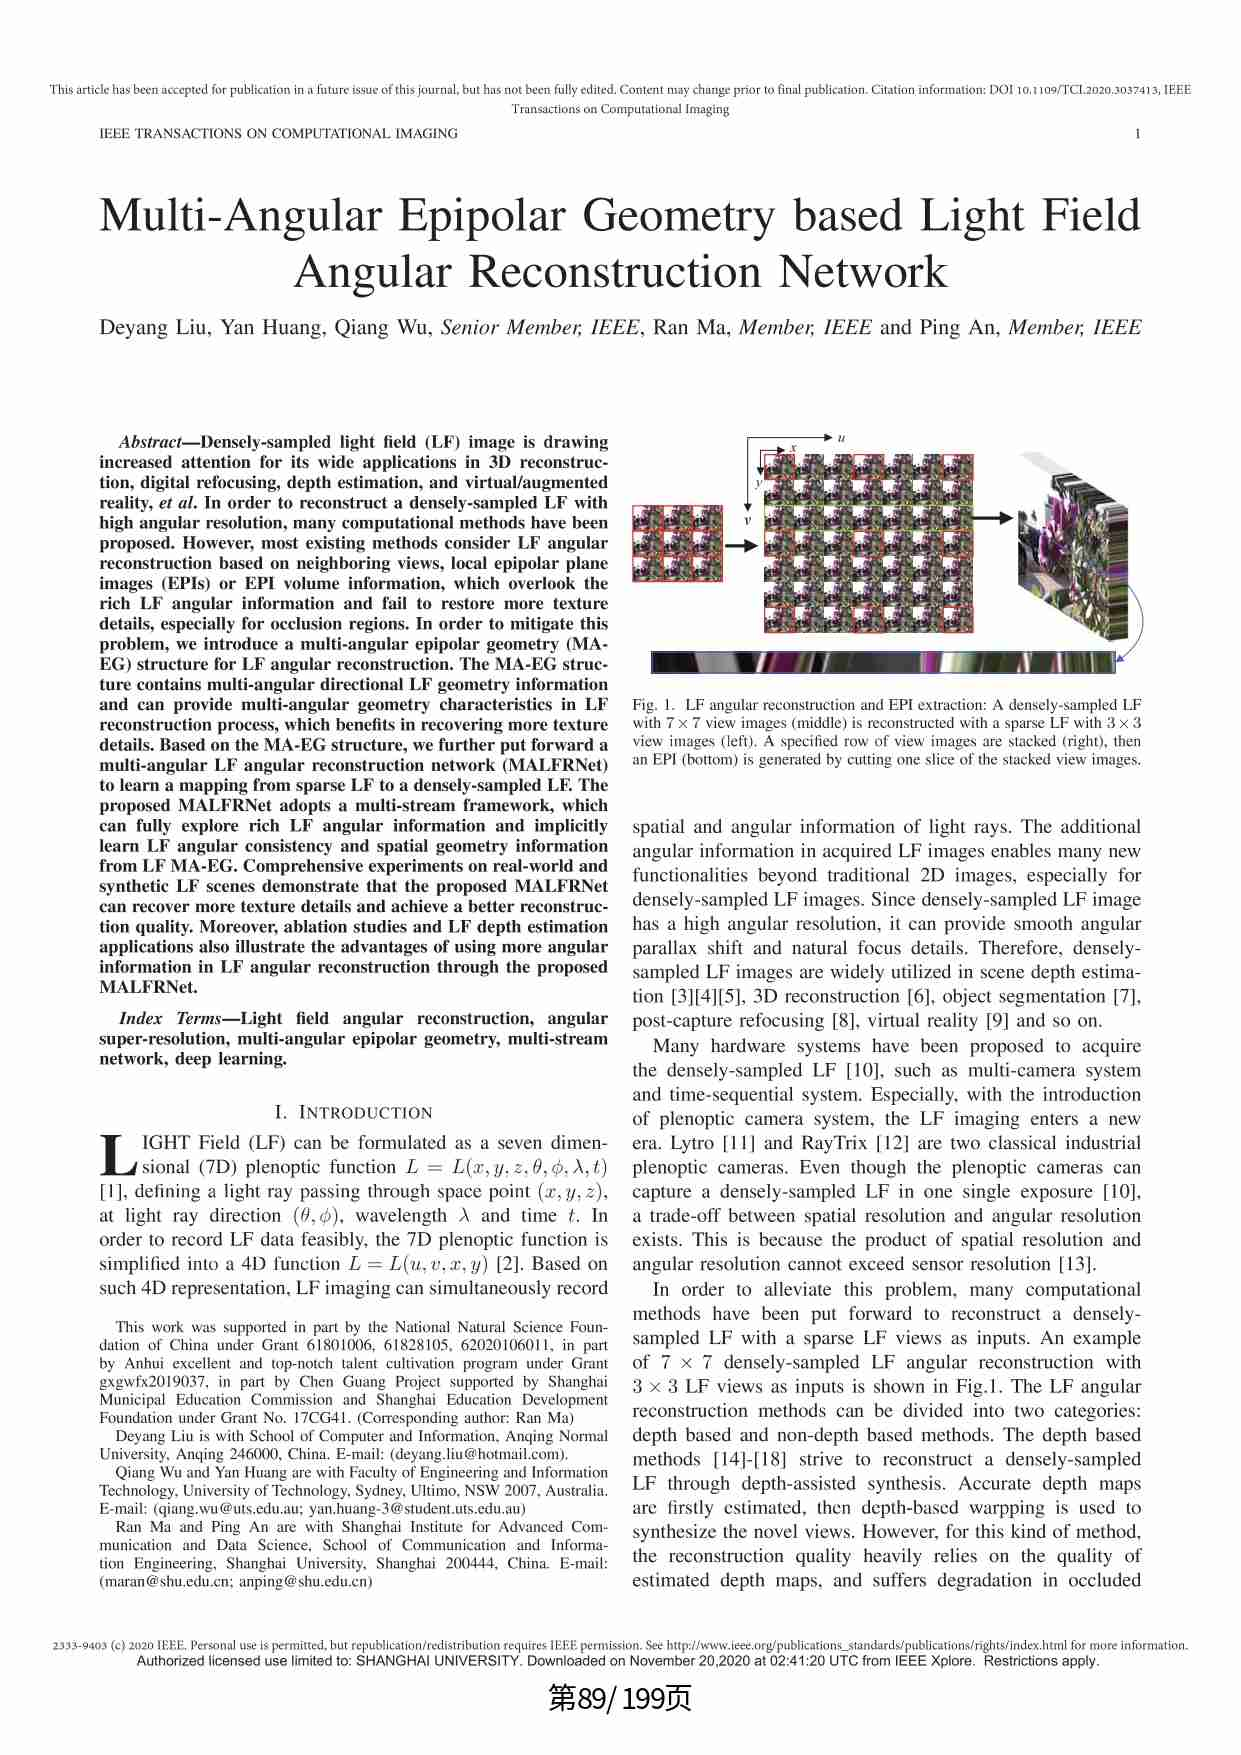 This article has been accepted for publication in a future issue of this journal, but has not been fully edited. Content may change prior to final publication. Citation information: DOI 10.1109/TCI.2020.3037413, IEEE
Transactions on Computational Imaging
IEEE TRANSACTIONS ON COMPUTATIONAL IMAGING 1
Multi-Angular Epipolar Geometry based Light Field
Angular Reconstruction Network
Deyang Liu, Yan Huang, Qiang Wu, Senior Member, IEEE, Ran Ma, Member, IEEE and Ping An, Member, IEEE
Abstract—Densely-sampled light field (LF) image is drawing
increased attention for its wide applications in 3D reconstruc-
tion, digital refocusing, depth estimation, and virtual/augmented
reality, et al. In order to reconstruct a densely-sampled LF with
high angular resolution, many computational methods have been
proposed. However, most existing methods consider LF angular
reconstruction based on neighboring views, local epipolar plane
images (EPIs) or EPI volume information, which overlook the
rich LF angular information and fail to restore more texture
details, especially for occlusion regions. In order to mitigate this
problem, we introduce a multi-angular epipolar geometry (MA-
EG) structure for LF angular reconstruction. The MA-EG struc-
ture contains multi-angular directional LF geometry information
and can provide multi-angular geometry characteristics in LF
reconstruction process, which benefits in recovering more texture
details. Based on the MA-EG structure, we further put forward a
multi-angular LF angular reconstruction network (MALFRNet)
to learn a mapping from sparse LF to a densely-sampled LF. The
proposed MALFRNet adopts a multi-stream framework, which
can fully explore rich LF angular information and implicitly
learn LF angular consistency and spatial geometry information
from LF MA-EG. Comprehensive experiments on real-world and
synthetic LF scenes demonstrate that the proposed MALFRNet
can recover more texture details and achieve a better reconstruc-
tion quality. Moreover, ablation studies and LF depth estimation
applications also illustrate the advantages of using more angular
information in LF angular reconstruction through the proposed
MALFRNet.
Index Terms—Light field angular reconstruction, angular
super-resolution, multi-angular epipolar geometry, multi-stream
network, deep learning.
I. INTRODUCTION
LIGHT Field (LF) can be formulated as a seven dimen-
sional (7D) plenoptic function L = L(x, y, z, θ, ϕ, λ, t)
[1], defining a light ray passing through space point (x, y, z),
at light ray direction (θ, ϕ), wavelength λ and time t. In
order to record LF data feasibly, the 7D plenoptic function is
simplified into a 4D function L = L(u, v, x, y) [2]. Based on
such 4D representation, LF imaging can simultaneously record
This work was supported in part by the National Natural Science Foun-
dation of China under Grant 61801006, 61828105, 62020106011, in part
by Anhui excellent and top-notch talent cultivation program under Grant
gxgwfx2019037, in part by Chen Guang Project supported by Shanghai
Municipal Education Commission and Shanghai Education Development
Foundation under Grant No. 17CG41. (Corresponding author: Ran Ma)
Deyang Liu is with School of Computer and Information, Anqing Normal
University, Anqing 246000, China. E-mail: (deyang.liu@hotmail.com).
Qiang Wu and Yan Huang are with Faculty of Engineering and Information
Technology, University of Technology, Sydney, Ultimo, NSW 2007, Australia.
E-mail: (qiang.wu@uts.edu.au; yan.huang-3@student.uts.edu.au)
Ran Ma and Ping An are with Shanghai Institute for Advanced Com-
munication and Data Science, School of Communication and Informa-
tion Engineering, Shanghai University, Shanghai 200444, China. E-mail:
(maran@shu.edu.cn; anping@shu.edu.cn)
u
x
y
v
Fig. 1. LF angular reconstruction and EPI extraction: A densely-sampled LF
with 7 × 7 view images (middle) is reconstructed with a sparse LF with 3 × 3
view images (left). A specified row of view images are stacked (right), then
an EPI (bottom) is generated by cutting one slice of the stacked view images.
spatial and angular information of light rays. The additional
angular information in acquired LF images enables many new
functionalities beyond traditional 2D images, especially for
densely-sampled LF images. Since densely-sampled LF image
has a high angular resolution, it can provide smooth angular
parallax shift and natural focus details. Therefore, densely-
sampled LF images are widely utilized in scene depth estima-
tion [3][4][5], 3D reconstruction [6], object segmentation [7],
post-capture refocusing [8], virtual reality [9] and so on.
Many hardware systems have been proposed to acquire
the densely-sampled LF [10], such as multi-camera system
and time-sequential system. Especially, with the introduction
of plenoptic camera system, the LF imaging enters a new
era. Lytro [11] and RayTrix [12] are two classical industrial
plenoptic cameras. Even though the plenoptic cameras can
capture a densely-sampled LF in one single exposure [10],
a trade-off between spatial resolution and angular resolution
exists. This is because the product of spatial resolution and
angular resolution cannot exceed sensor resolution [13].
In order to alleviate this problem, many computational
methods have been put forward to reconstruct a densely-
sampled LF with a sparse LF views as inputs. An example
of 7 × 7 densely-sampled LF angular reconstruction with
3 × 3 LF views as inputs is shown in Fig.1. The LF angular
reconstruction methods can be divided into two categories:
depth based and non-depth based methods. The depth based
methods [14]-[18] strive to reconstruct a densely-sampled
LF through depth-assisted synthesis. Accurate depth maps
are firstly estimated, then depth-based warpping is used to
synthesize the novel views. However, for this kind of method,
the reconstruction quality heavily relies on the quality of
estimated depth maps, and suffers degradation in occluded
2333-9403 (c) 2020 IEEE. Personal use is permitted, but republication/redistribution requires IEEE permission. See http://www.ieee.org/publications_standards/publications/rights/index.html for more information.
Authorized licensed use limited to: SHANGHAI UNIVERSITY. Downloaded on November 20,2020 at 02:41:20 UTC from IEEE Xplore. Restrictions apply.
第89/199页